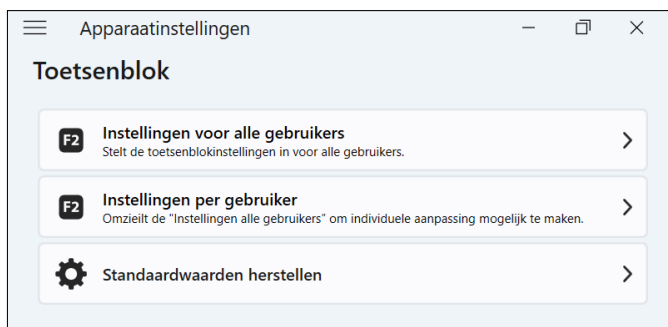 Apparaatinstellingen
Toetsenblok
F2
Instellingen voor alle gebruikers
Stelt de toetsenblokinstellingen in voor alle gebruikers.
F2
Instellingen per gebruiker
Omzieilt de "Instellingen alle gebruikers" om individuele aanpassing mogelijk te maken.
Standaardwaarden herstellen